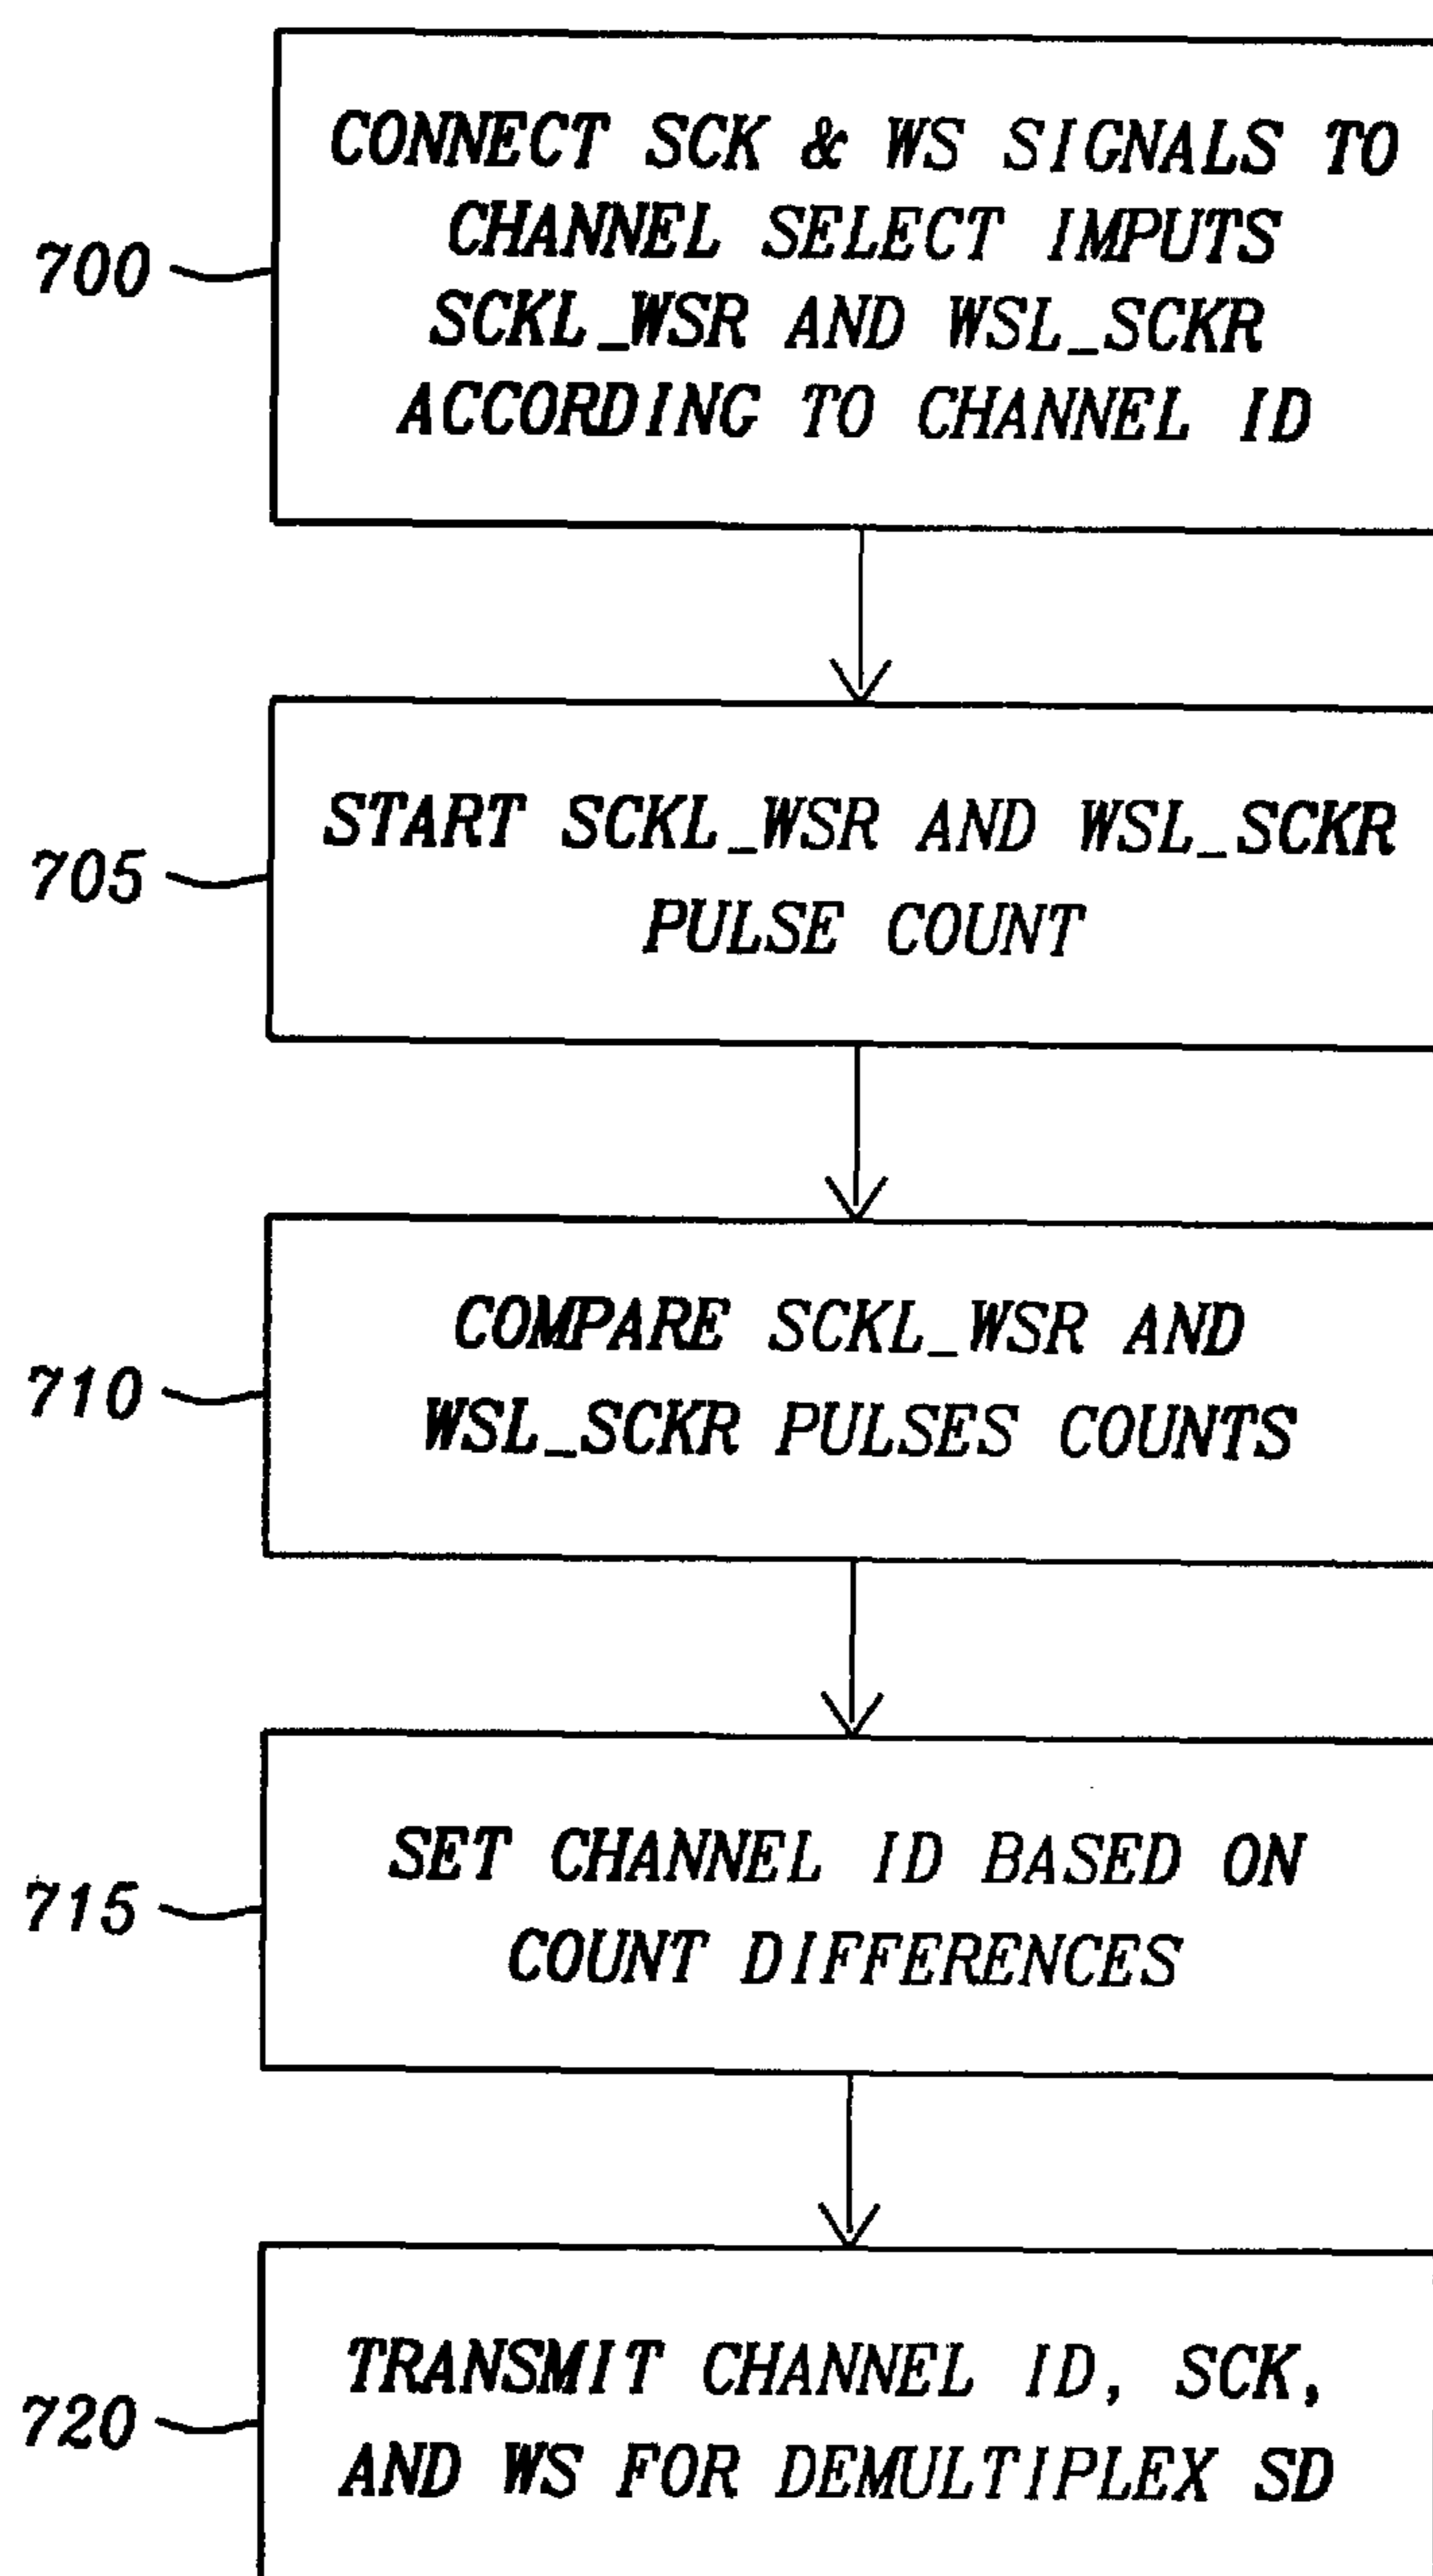 CONNECT SCK & WS SIGNALS TO
CHANNEL SELECT IMPUTS
700
SCKL_WSR AND WSL_SCKR
ACCORDING TO CHANNEL ID
START SCKL_WSR AND WSL_SCKR
705
PULSE COUNT
COMPARE SCKL_WSR AND
710
WSL_SCKR PULSES COUNTS
SET CHANNEL ID BASED ON
715
COUNT DIFFERENCES
TRANSMIT CHANNEL ID, SCK,
720
AND WS FOR DEMULTIPLEX SD